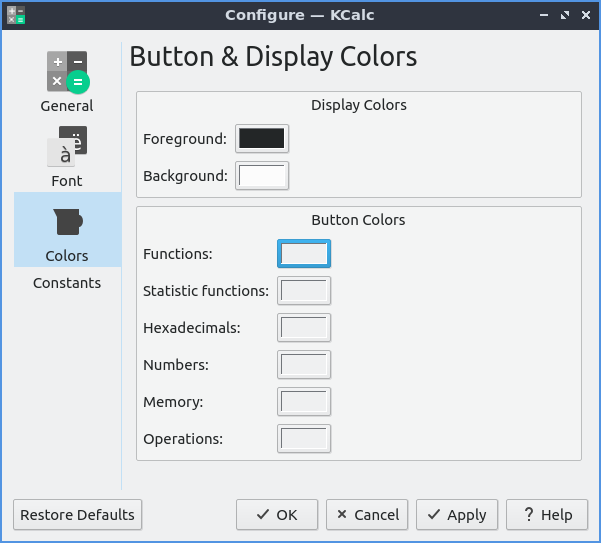 Configure — KCalc
Button & Display Colors
General
Font
Colors
Constants
Display Colors
Foreground:
Background:
Button Colors
Functions:
Statistic functions:
Hexadecimals:
Numbers:
Memory:
Operations:
Restore Defaults
OK
Cancel
Apply
? Help